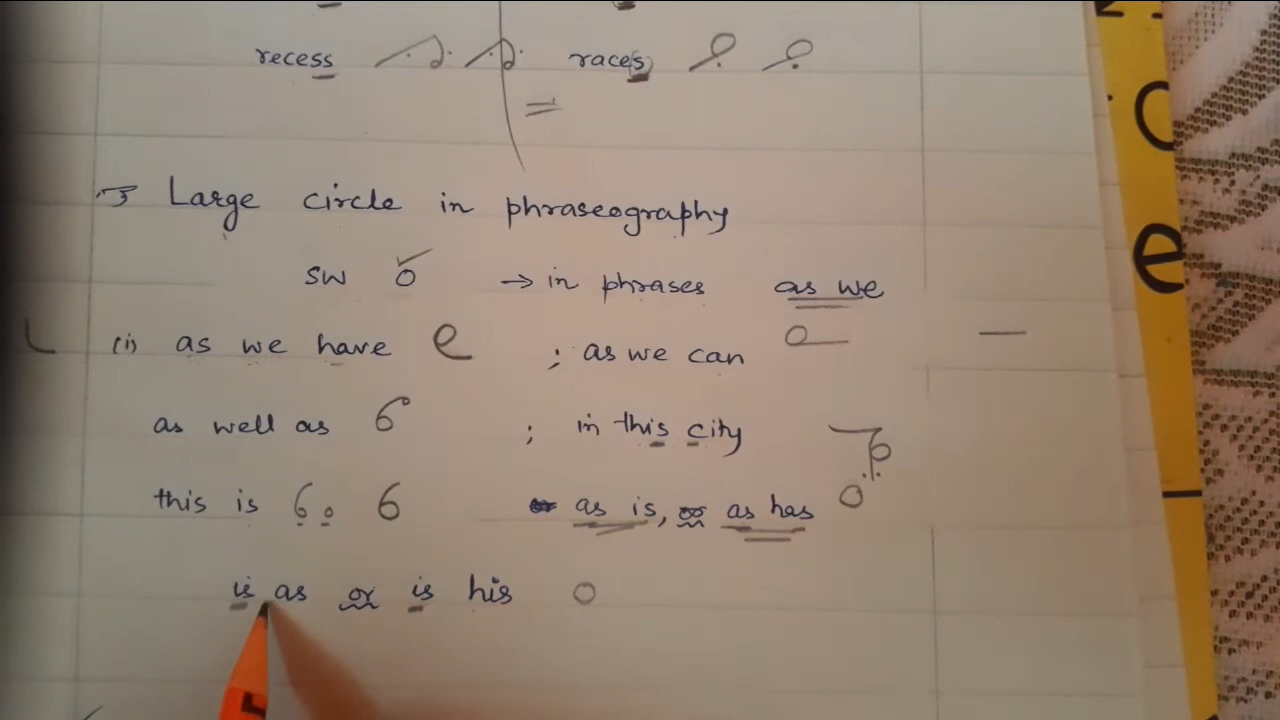 recess races
Large circle in phraseography
SW → in phrases as we
(i) as we have ; as we can
as well as ; in this city
this is as is, or as has
is as or is his